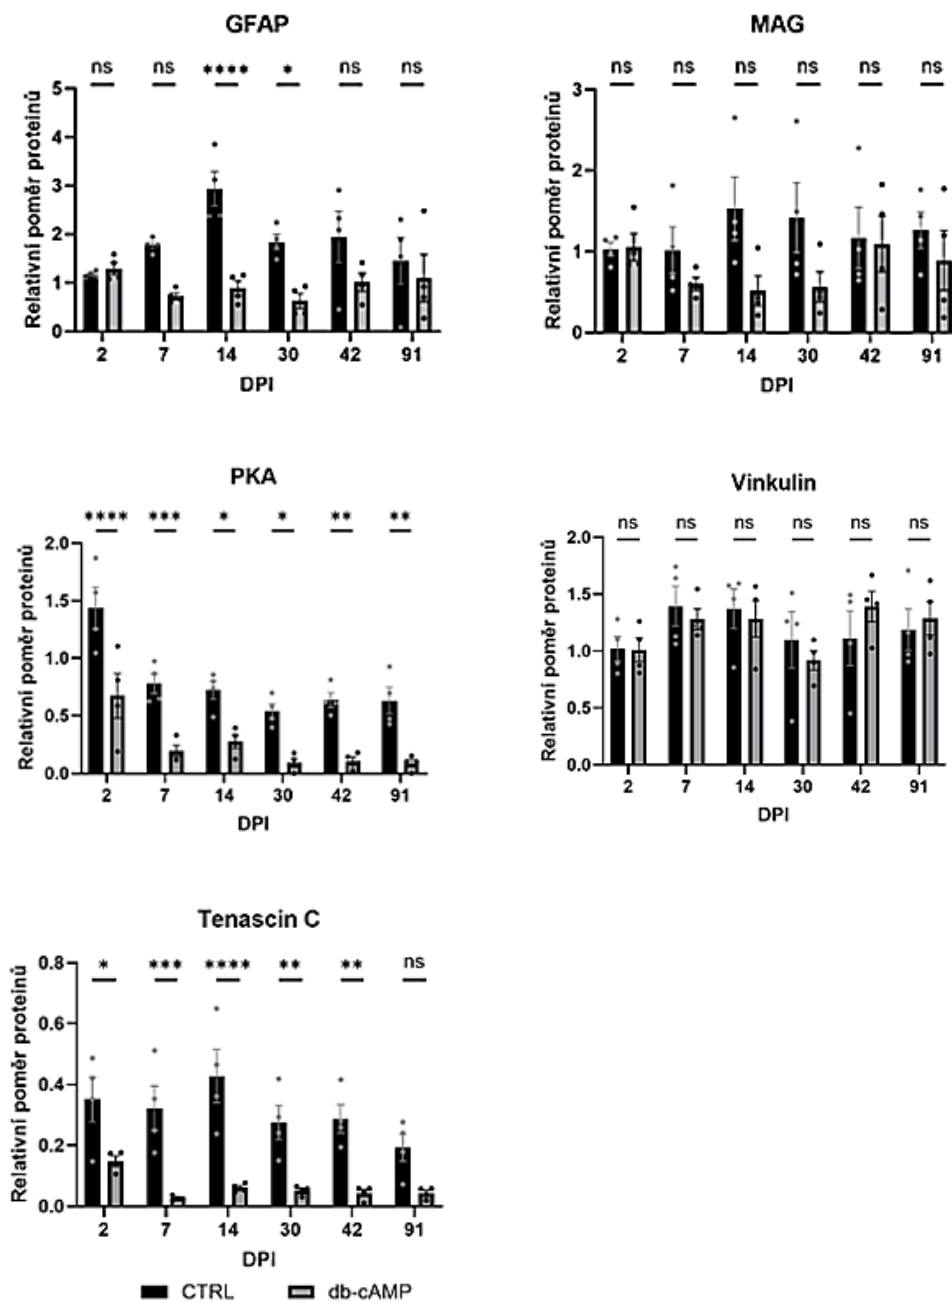 GFAP
ns ns **** * ns ns
Relativní poměr proteinů
5
4
3
2
1
0
2 7 14 30 42 91
DPI
MAG
ns ns ns ns ns ns
Relativní poměr proteinů
3
2
1
0
2 7 14 30 42 91
DPI
PKA
**** *** * * ** **
Relativní poměr proteinů
2.0
1.5
1.0
0.5
0.0
2 7 14 30 42 91
DPI
Vinkulin
ns ns ns ns ns ns
Relativní poměr proteinů
2.0
1.5
1.0
0.5
0.0
2 7 14 30 42 91
DPI
Tenascin C
* *** **** ** ** ns
Relativní poměr proteinů
0.8
0.6
0.4
0.2
0.0
2 7 14 30 42 91
DPI
CTRL db-cAMP